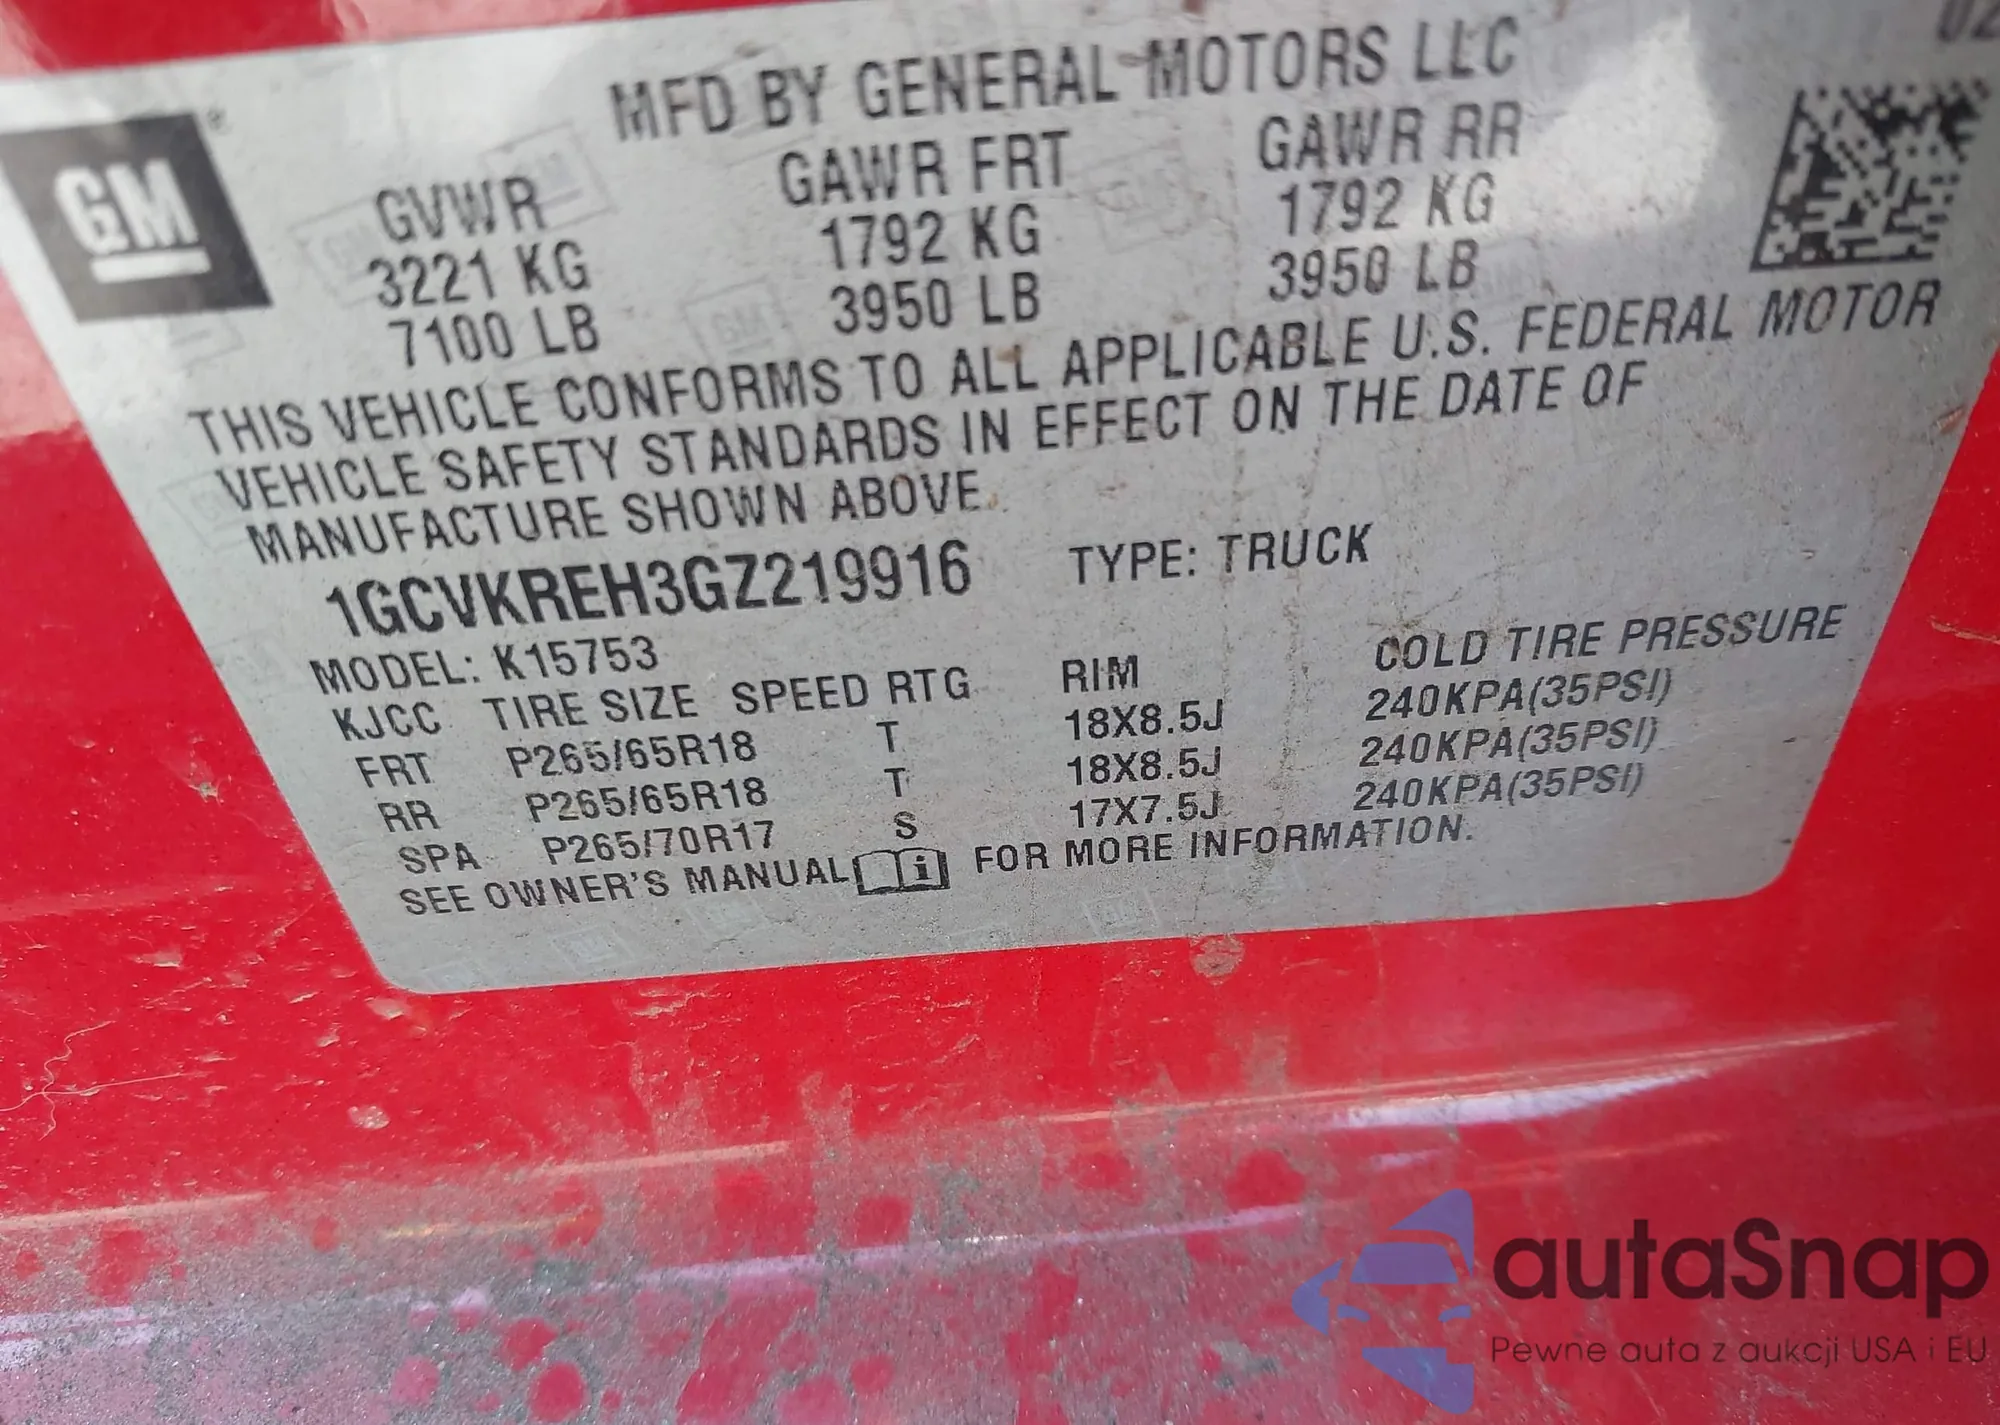 02
MFD BY GENERAL MOTORS LLC
GM
GVWR GAWR FRT GAWR RR
3221 KG 1792 KG 1792 KG
7100 LB 3950 LB 3950 LB
THIS VEHICLE CONFORMS TO ALL APPLICABLE U.S. FEDERAL MOTOR
VEHICLE SAFETY STANDARDS IN EFFECT ON THE DATE OF
MANUFACTURE SHOWN ABOVE.
1GCVKREH3GZ219916 TYPE: TRUCK
MODEL: K15753
KJCC TIRE SIZE SPEED RTG RIM COLD TIRE PRESSURE
FRT P265/65R18 T 18X8.5J 240KPA(35PSI)
RR P265/65R18 T 18X8.5J 240KPA(35PSI)
SPA P265/70R17 S 17X7.5J 240KPA(35PSI)
SEE OWNER'S MANUAL i FOR MORE INFORMATION.
autaSnap
Pewne auta z aukcji USA i EU